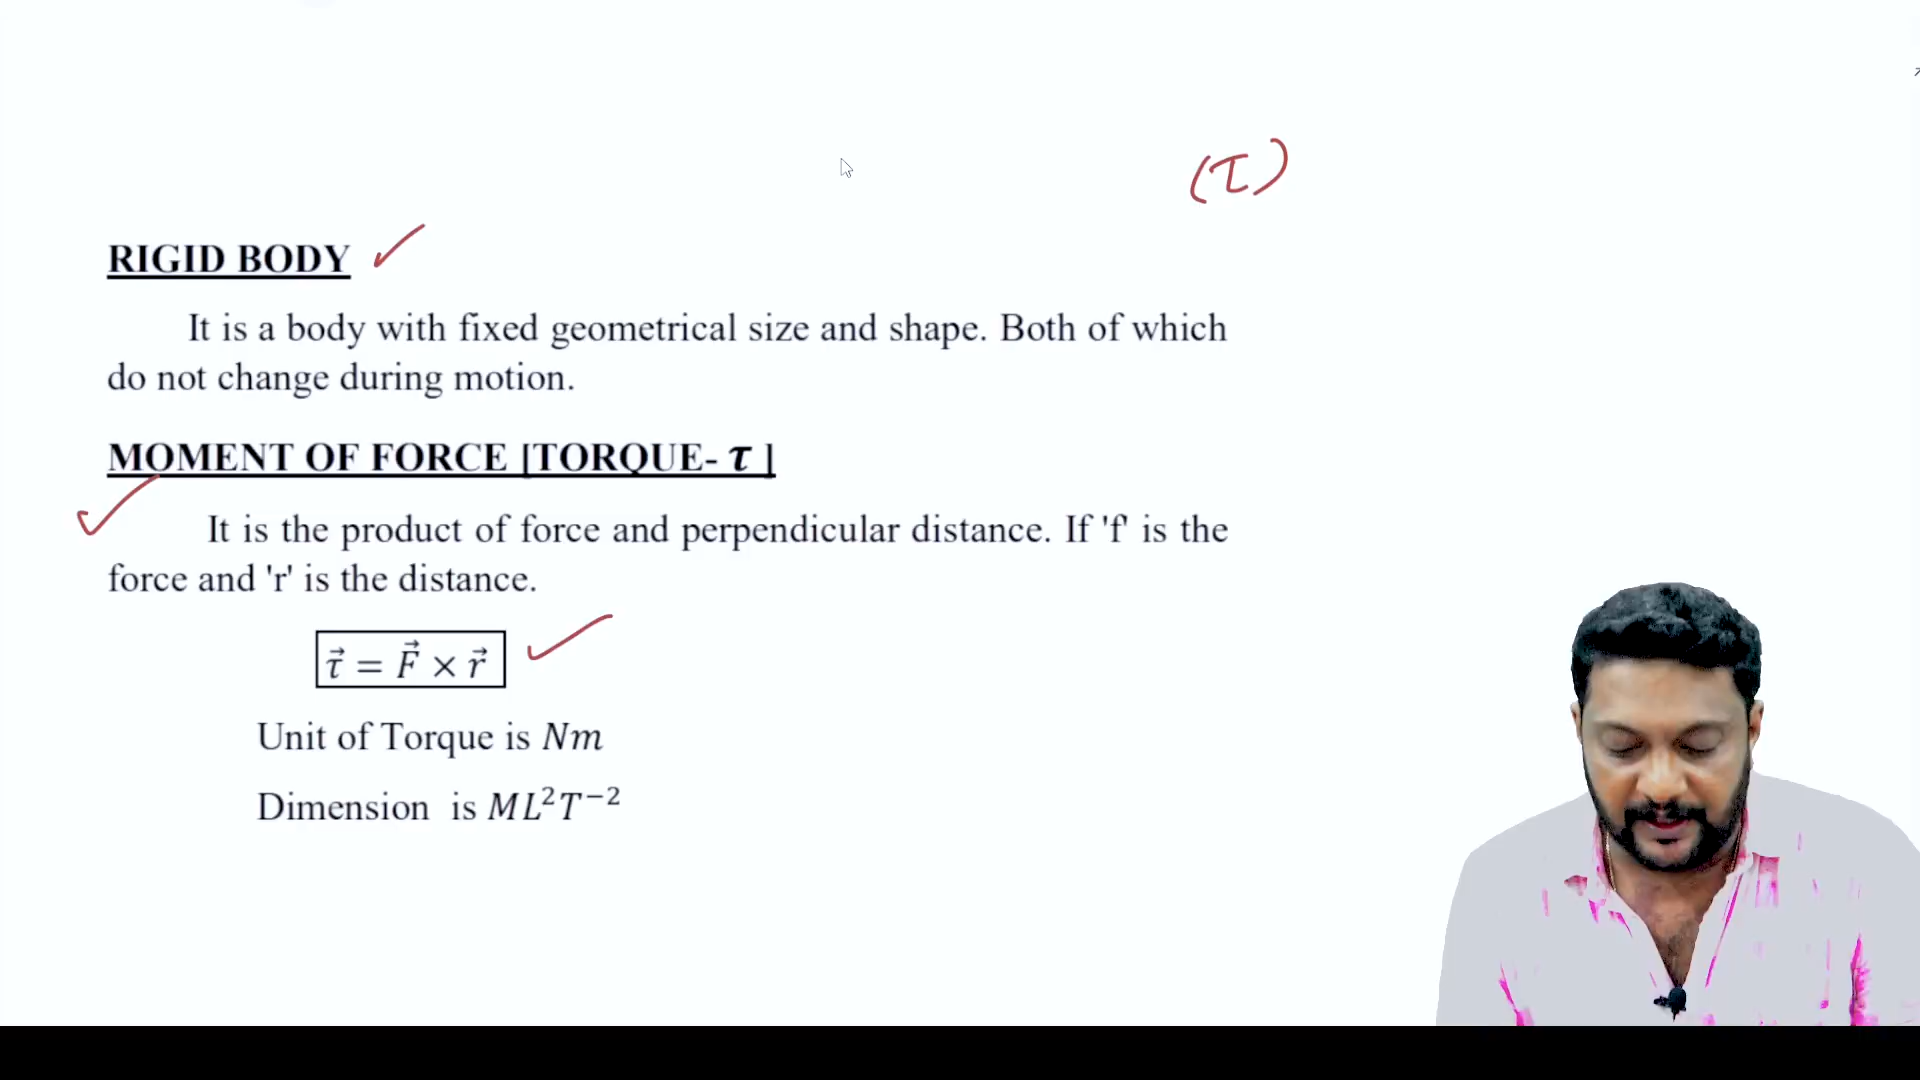 (τ)
RIGID BODY
It is a body with fixed geometrical size and shape. Both of which
do not change during motion.
MOMENT OF FORCE [TORQUE- τ ]
It is the product of force and perpendicular distance. If 'f' is the
force and 'r' is the distance.
τ⃗ = F⃗ × r⃗
Unit of Torque is Nm
Dimension is ML²T⁻²